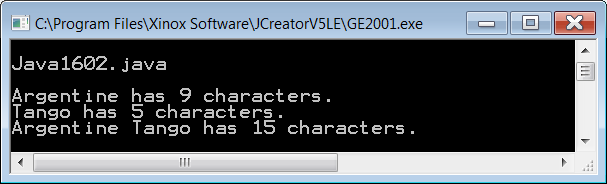 C:\Program Files\Xinox Software\JCreatorV5LE\GE2001.exe
Java1602.java
Argentine has 9 characters.
Tango has 5 characters.
Argentine Tango has 15 characters.